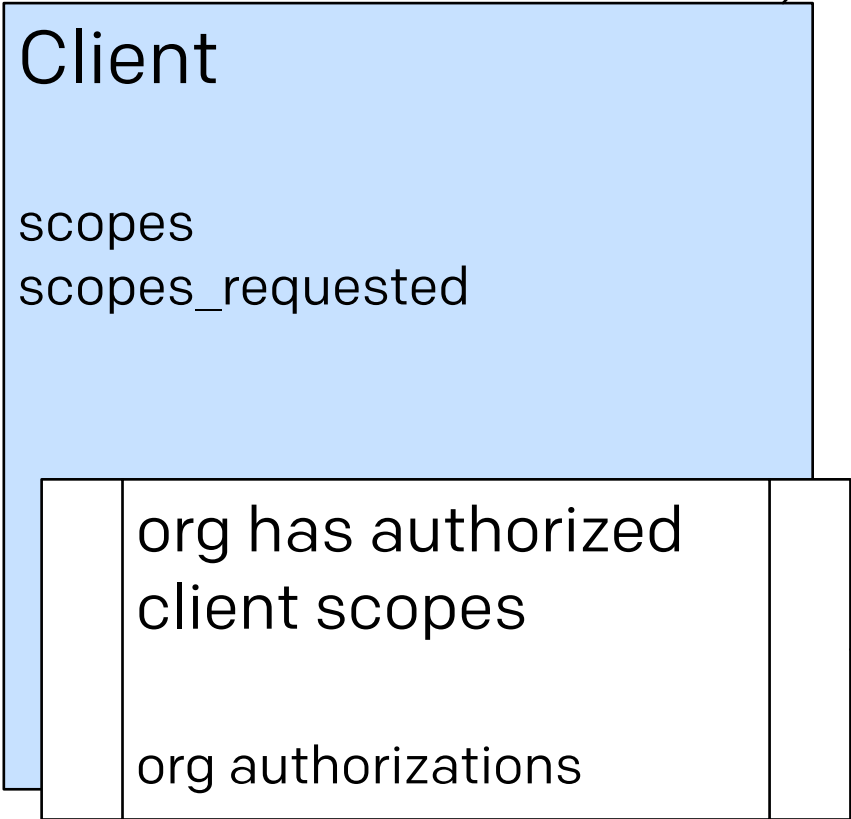 Client
scopes
scopes_requested
org has authorized
client scopes
org authorizations